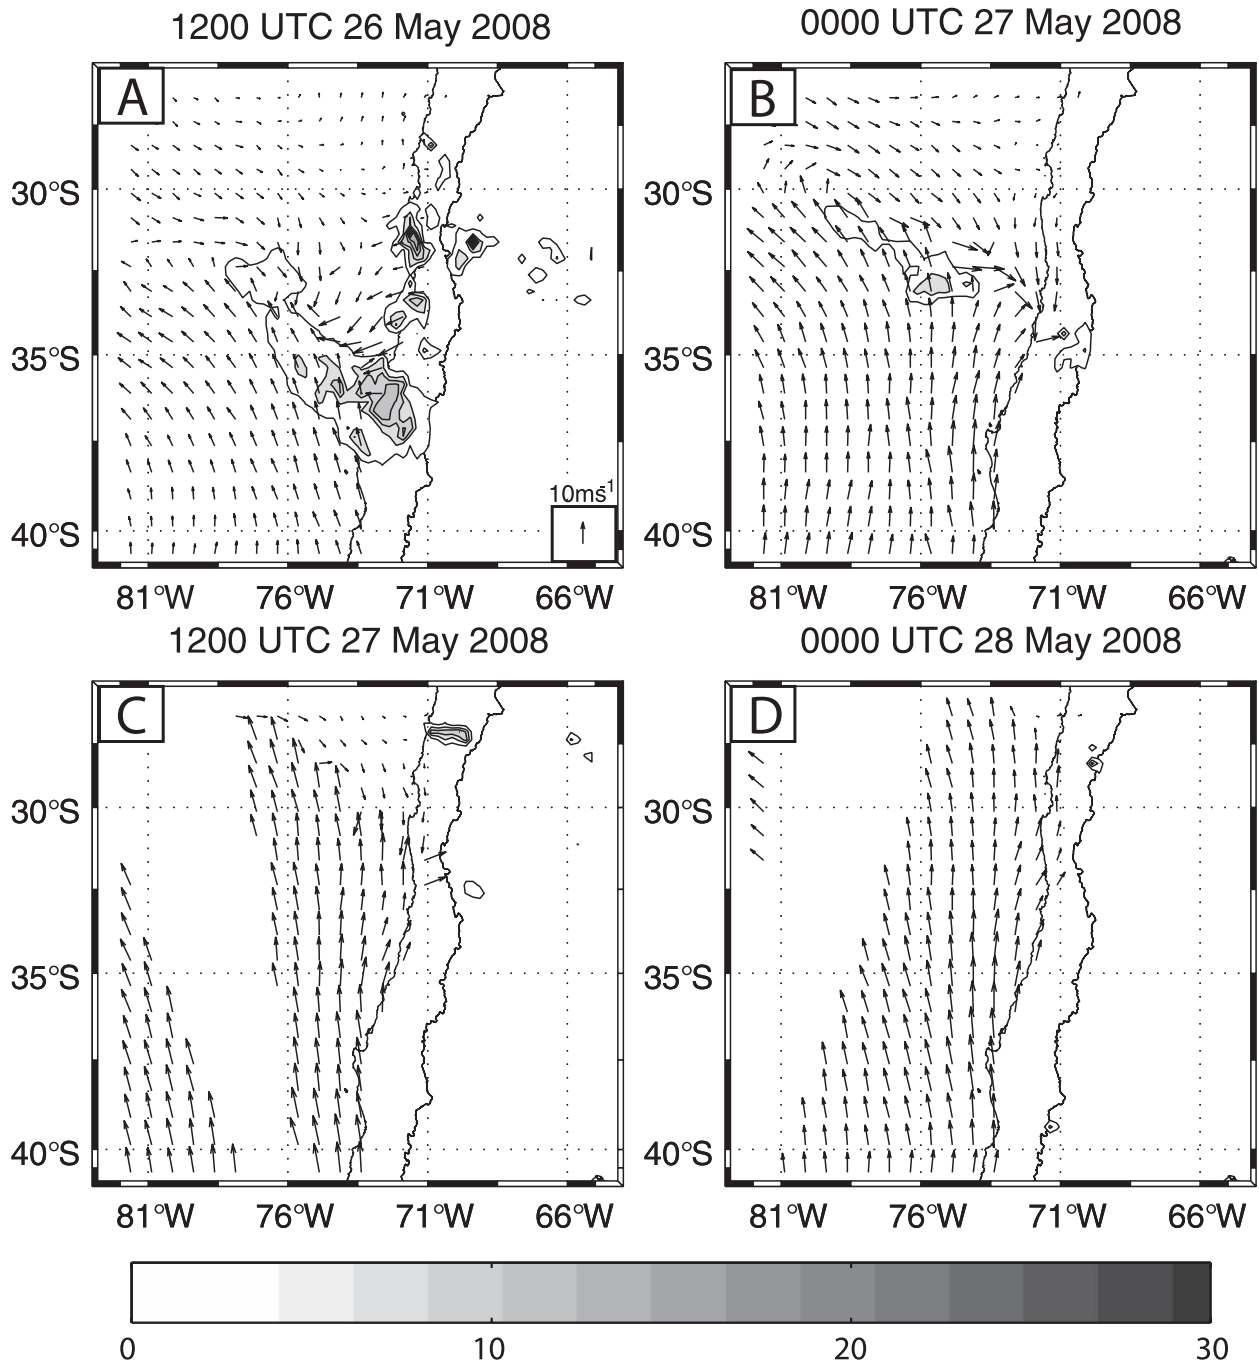 1200 UTC 26 May 2008
0000 UTC 27 May 2008
A
B
30°S
30°S
35°S
35°S
10ms⁻¹
40°S
40°S
81°W 76°W 71°W 66°W
81°W 76°W 71°W 66°W
1200 UTC 27 May 2008
0000 UTC 28 May 2008
C
D
30°S
30°S
35°S
35°S
40°S
40°S
81°W 76°W 71°W 66°W
81°W 76°W 71°W 66°W
0 10 20 30